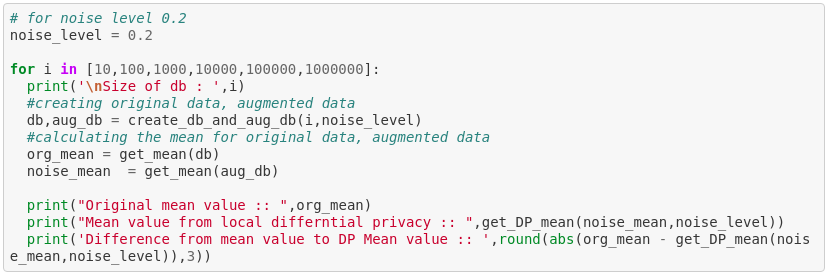 # for noise level 0.2
noise_level = 0.2
for i in [10,100,1000,10000,100000,1000000]:
  print('\nSize of db : ',i)
  #creating original data, augmented data
  db,aug_db = create_db_and_aug_db(i,noise_level)
  #calculating the mean for original data, augmented data
  org_mean = get_mean(db)
  noise_mean  = get_mean(aug_db)
  print("Original mean value :: ",org_mean)
  print("Mean value from local differntial privacy :: ",get_DP_mean(noise_mean,noise_level))
  print('Difference from mean value to DP Mean value :: ',round(abs(org_mean - get_DP_mean(nois
e_mean,noise_level)),3))